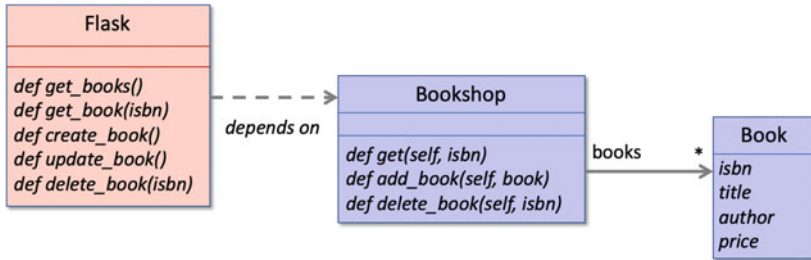 Flask
def get_books()
def get_book(isbn)
def create_book()
def update_book()
def delete_book(isbn)
depends on
Bookshop
def get(self, isbn)
def add_book(self, book)
def delete_book(self, isbn)
books
*
Book
isbn
title
author
price